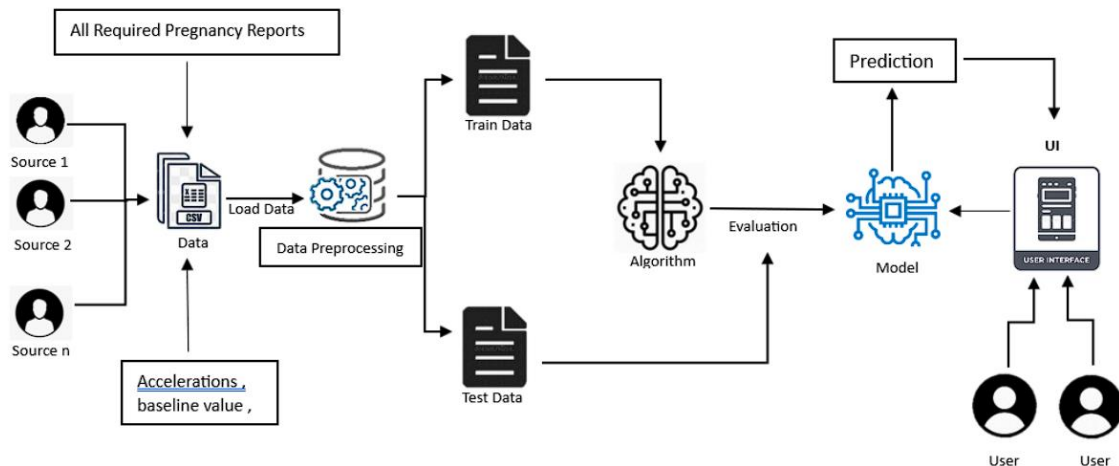 All Required Pregnancy Reports
Source 1
Source 2
Source n
CSV
Data
Accelerations ,
baseline value ,
Load Data
Data Preprocessing
Train Data
Test Data
Algorithm
Evaluation
Prediction
Model
UI
USER INTERFACE
User
User